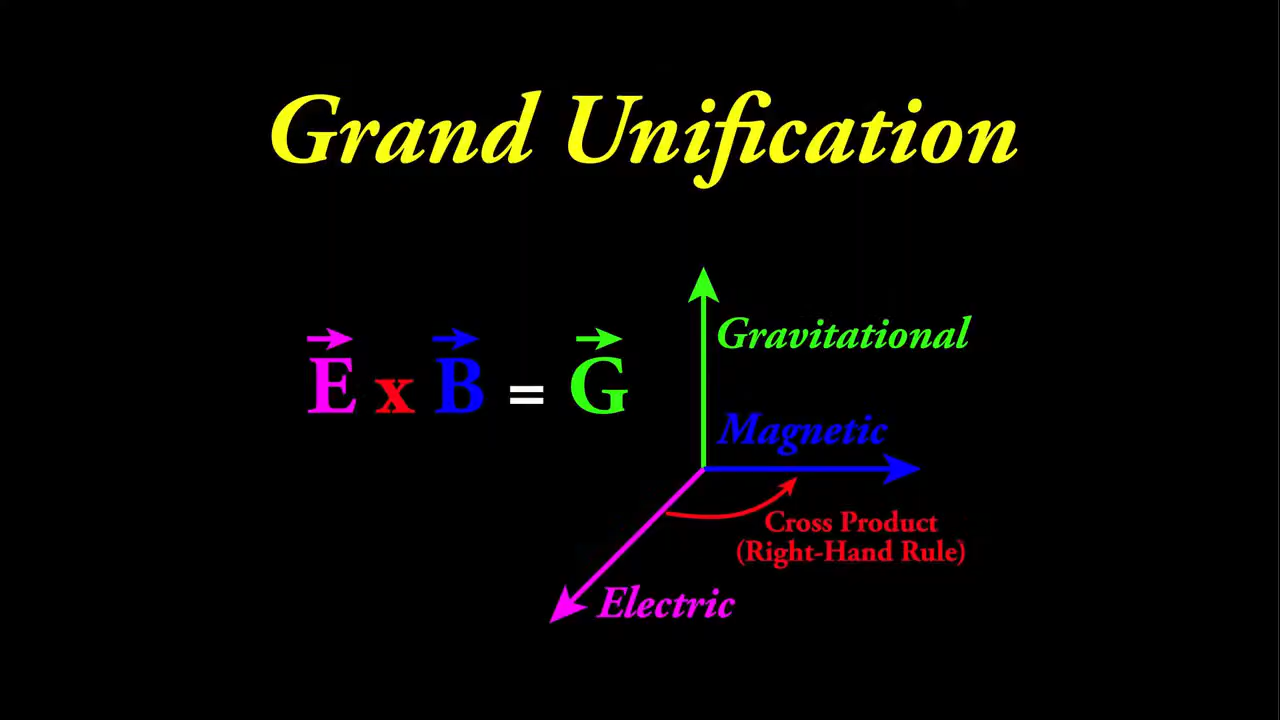 Grand Unification
E x B = G
Gravitational
Magnetic
Cross Product
(Right-Hand Rule)
Electric